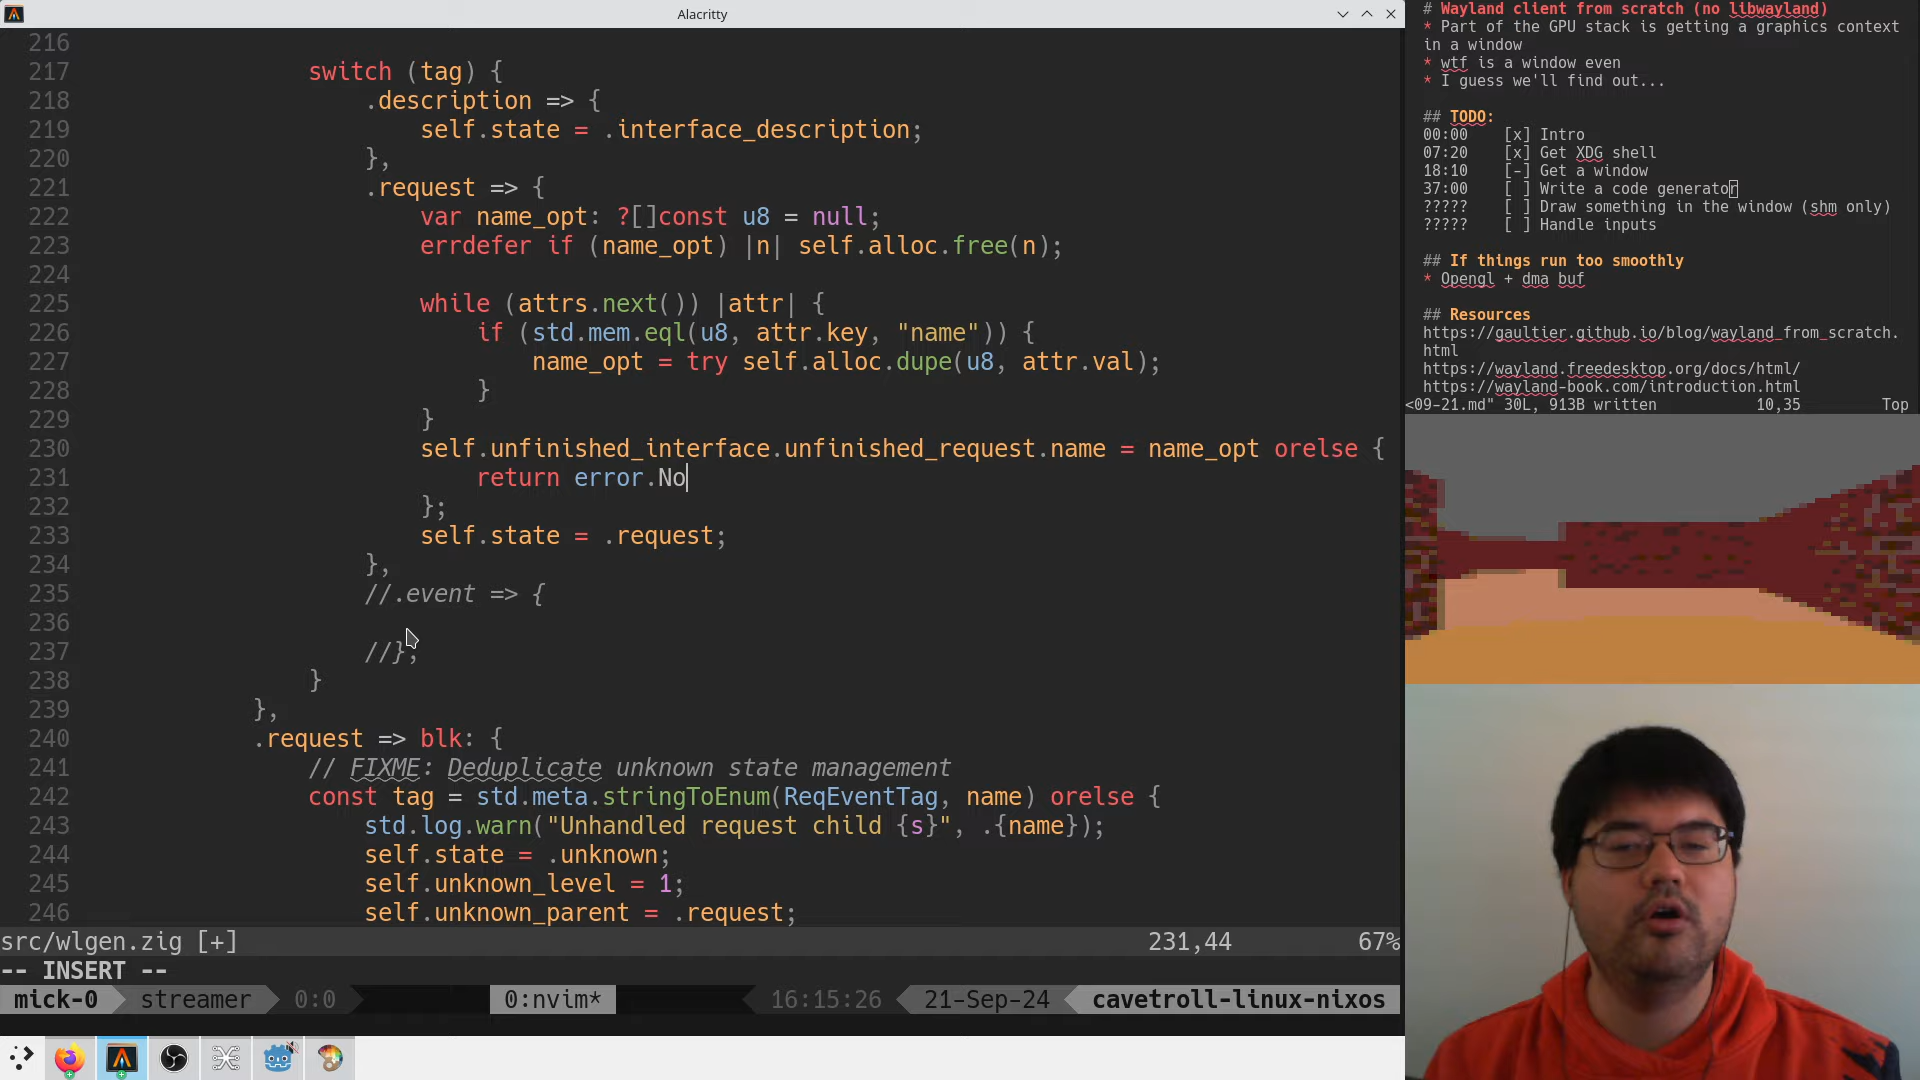 Alacritty
216
217 switch (tag) {
218 .description => {
219 self.state = .interface_description;
220 },
221 .request => {
222 var name_opt: ?[]const u8 = null;
223 errdefer if (name_opt) |n| self.alloc.free(n);
224
225 while (attrs.next()) |attr| {
226 if (std.mem.eql(u8, attr.key, "name")) {
227 name_opt = try self.alloc.dupe(u8, attr.val);
228 }
229 }
230 self.unfinished_interface.unfinished_request.name = name_opt orelse {
231 return error.No
232 };
233 self.state = .request;
234 },
235 //.event => {
236
237 //},
238 }
239 },
240 .request => blk: {
241 // FIXME: Deduplicate unknown state management
242 const tag = std.meta.stringToEnum(ReqEventTag, name) orelse {
243 std.log.warn("Unhandled request child {s}", .{name});
244 self.state = .unknown;
245 self.unknown_level = 1;
246 self.unknown_parent = .request;
src/wlgen.zig [+] 231,44 67%
-- INSERT --
mick-0 streamer 0:0 0:nvim* 16:15:26 21-Sep-24 cavetroll-linux-nixos
# Wayland client from scratch (no libwayland)
* Part of the GPU stack is getting a graphics context
in a window
* wtf is a window even
* I guess we'll find out...
## TODO:
00:00 [x] Intro
07:20 [x] Get XDG shell
18:10 [-] Get a window
37:00 [ ] Write a code generator
????? [ ] Draw something in the window (shm only)
????? [ ] Handle inputs
## If things run too smoothly
* Opengl + dma buf
## Resources
https://gaultier.github.io/blog/wayland_from_scratch.
html
https://wayland.freedesktop.org/docs/html/
https://wayland-book.com/introduction.html
<09-21.md" 30L, 913B written 10,35 Top